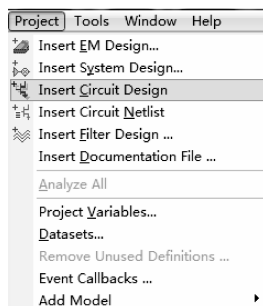 Project Tools Window Help
Insert EM Design...
Insert System Design...
Insert Circuit Design
Insert Circuit Netlist
Insert Filter Design ...
Insert Documentation File ...
Analyze All
Project Variables...
Datasets...
Remove Unused Definitions ...
Event Callbacks ...
Add Model